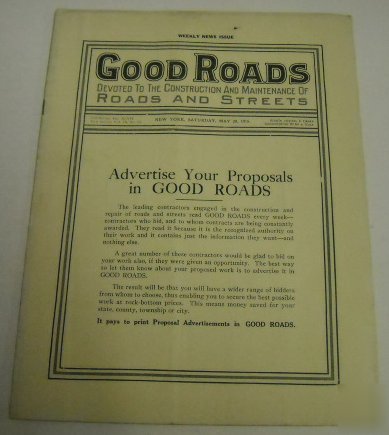 WEEKLY NEWS ISSUE
GOOD ROADS
DEVOTED TO THE CONSTRUCTION AND MAINTENANCE OF
ROADS AND STREETS
NEW YORK, SATURDAY, MAY 20, 1916
Advertise Your Proposals
in GOOD ROADS
The leading contractors engaged in the construction and
repair of roads and streets read GOOD ROADS every week—
contractors who bid, and to whom contracts are being constantly
awarded. They read it because it is the recognized authority on
their work and it contains just the information they want—and
nothing else.
A great number of these contractors would be glad to bid on
your work also, if they were given an opportunity. The best way
to let them know about your proposed work is to advertise it in
GOOD ROADS.
The result will be that you will have a wider range of bidders
from whom to choose, thus enabling you to secure the best possible
work at rock-bottom prices. This means money saved for your
state, county, township or city.
It pays to print Proposal Advertisements in GOOD ROADS.